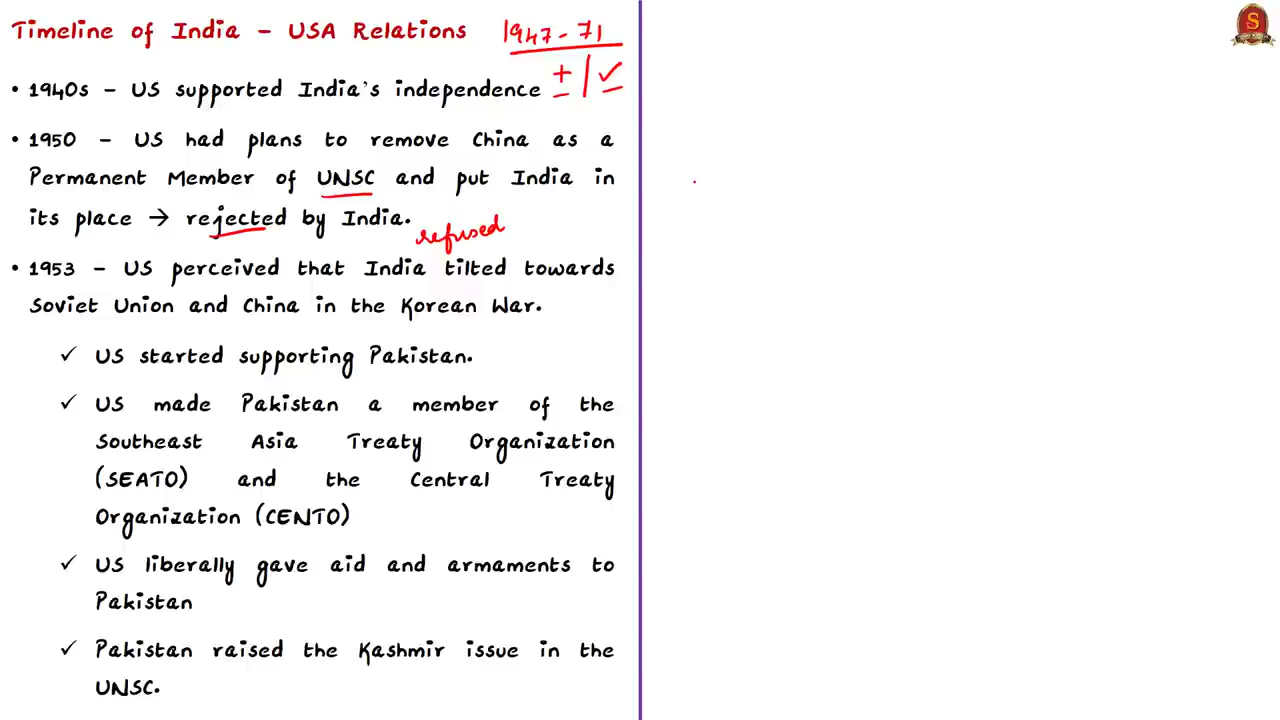 Timeline of India - USA Relations 1947-71
• 1940s - US supported India's independence + / ✓
• 1950 - US had plans to remove China as a
Permanent Member of UNSC and put India in
its place → rejected by India.
refused
• 1953 - US perceived that India tilted towards
Soviet Union and China in the Korean War.
✓ US started supporting Pakistan.
✓ US made Pakistan a member of the
Southeast Asia Treaty Organization
(SEATO) and the Central Treaty
Organization (CENTO)
✓ US liberally gave aid and armaments to
Pakistan
✓ Pakistan raised the Kashmir issue in the
UNSC.
S